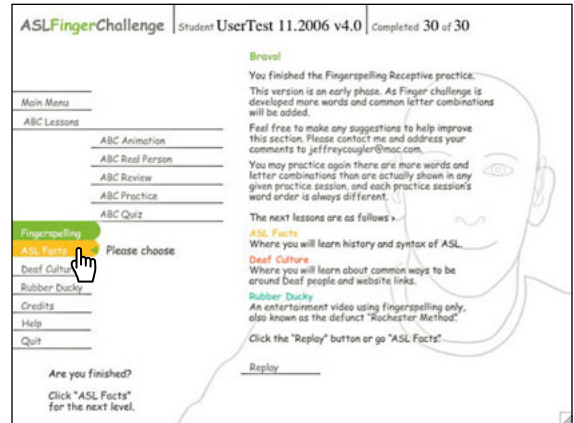 ASLFingerChallenge Student UserTest 11.2006 v4.0 Completed 30 of 30
Main Menu
ABC Lessons
ABC Animation
ABC Real Person
ABC Review
ABC Practice
ABC Quiz
Fingerspelling
ASL Facts
Please choose
Deaf Culture
Rubber Ducky
Credits
Help
Quit
Are you finished?
Click "ASL Facts"
for the next level.
Bravo!
You finished the Fingerspelling Receptive practice.
This version is an early phase. As Finger challenge is
developed more words and common letter combinations
will be added.
Feel free to make any suggestions to help improve
this section. Please contact me and address your
comments to jeffreycougler@mac.com.
You may practice again there are more words and
letter combinations than are actually shown in any
given practice session, and each practice session's
word order is always different.
The next lessons are as follows >
ASL Facts
Where you will learn history and syntax of ASL.
Deaf Culture
Where you will learn about common ways to be
around Deaf people and website links.
Rubber Ducky
An entertainment video using fingerspelling only,
also known as the defunct "Rochester Method".
Click the "Replay" button or go "ASL Facts".
Replay